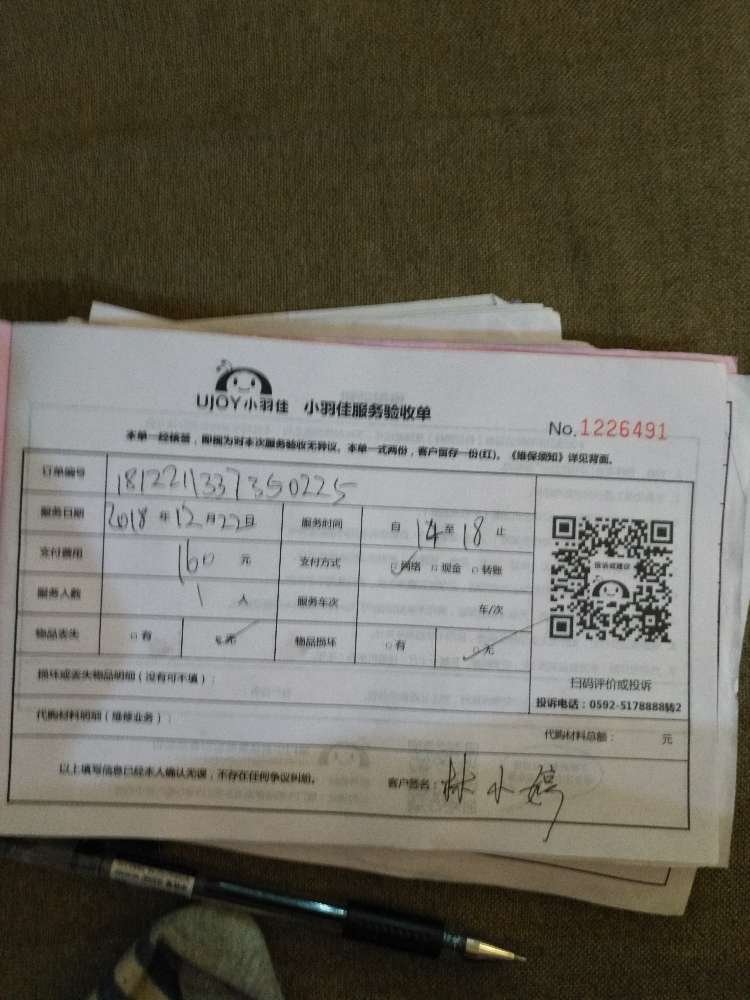 UJOY小羽佳 小羽佳服务验收单
No. 1226491
本单一经核签，即视为对本次服务验收无异议。本单一式两份，客户留存一份(红)。《维保须知》详见背面。
订单编号 181221133735 0225
服务日期 2018 年 12 月 22 日 服务时间 自 14 至 18 止
支付费用 160 元 支付方式 网络 现金 转账
服务人数 1 人 服务车次 车/次
物品丢失 有 无 物品损坏 有 无
损坏或丢失物品明细（没有可不填）：
代购材料明细（维修业务）： 代购材料总额： 元
以上填写信息已经本人确认无误，不存在任何争议纠纷。 客户签名： 林小婷
投诉或建议
扫码评价或投诉
投诉电话：0592-5178888转2